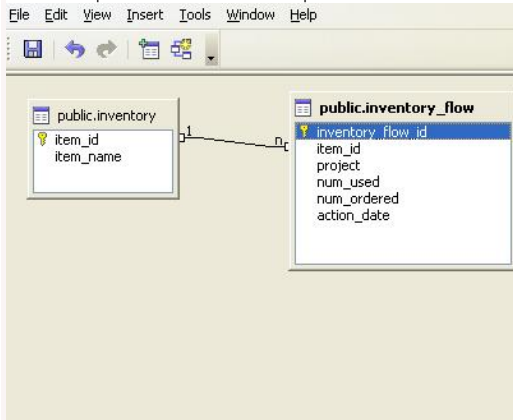 File Edit View Insert Tools Window Help
public.inventory
item_id
item_name
1
n
public.inventory_flow
inventory_flow_id
item_id
project
num_used
num_ordered
action_date